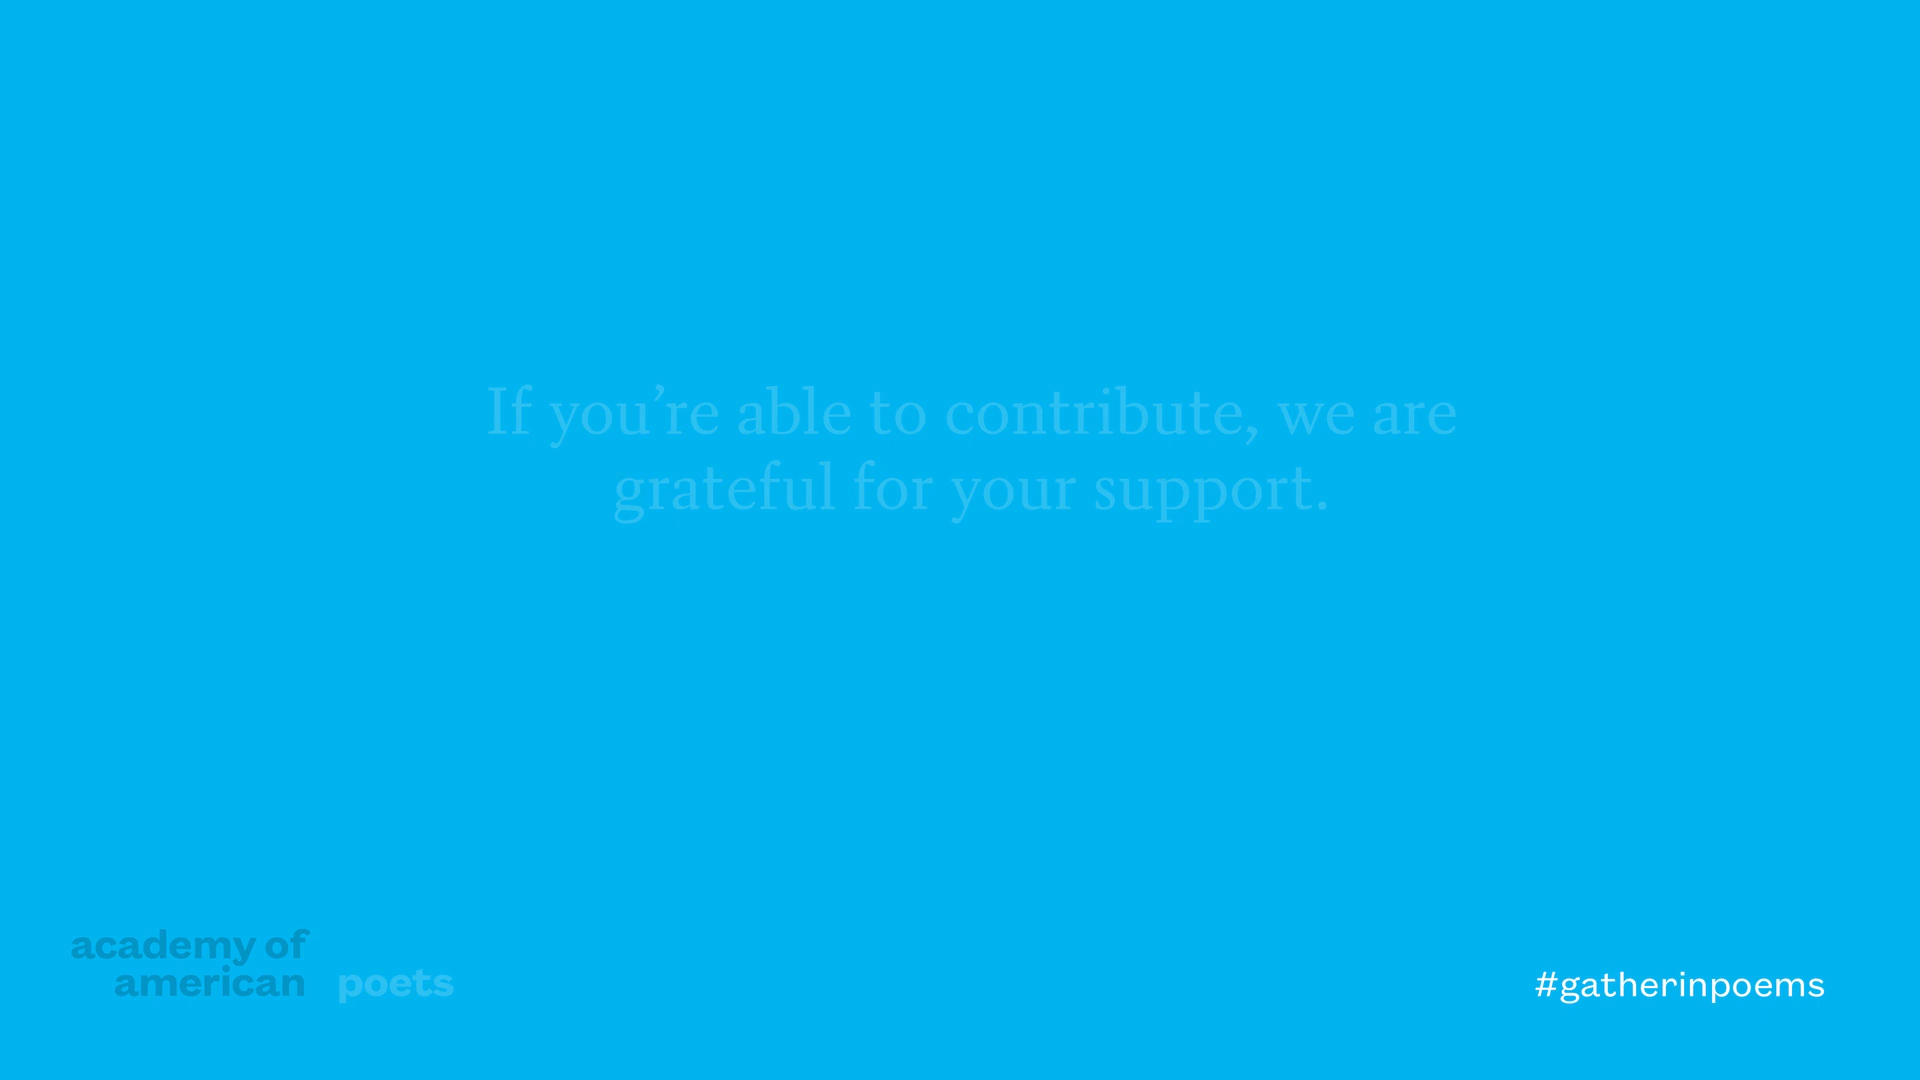 If you’re able to contribute, we are
grateful for your support.
academy of
american poets
#gatherinpoems